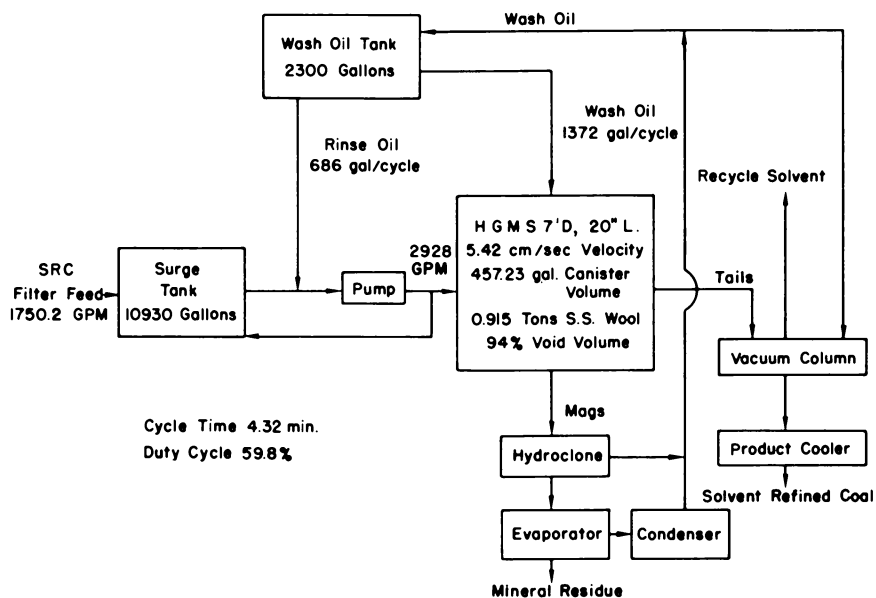 Wash Oil
Wash Oil Tank
2300 Gallons
Wash Oil
1372 gal/cycle
Rinse Oil
686 gal/cycle
Recycle Solvent
SRC
Filter Feed
1750.2 GPM
Surge
Tank
10930 Gallons
Pump
2928
GPM
HGMS 7'D, 20" L.
5.42 cm/sec Velocity
457.23 gal. Canister
Volume
0.915 Tons S.S. Wool
94% Void Volume
Tails
Vacuum Column
Mags
Cycle Time 4.32 min.
Duty Cycle 59.8%
Hydroclone
Product Cooler
Solvent Refined Coal
Evaporator
Condenser
Mineral Residue